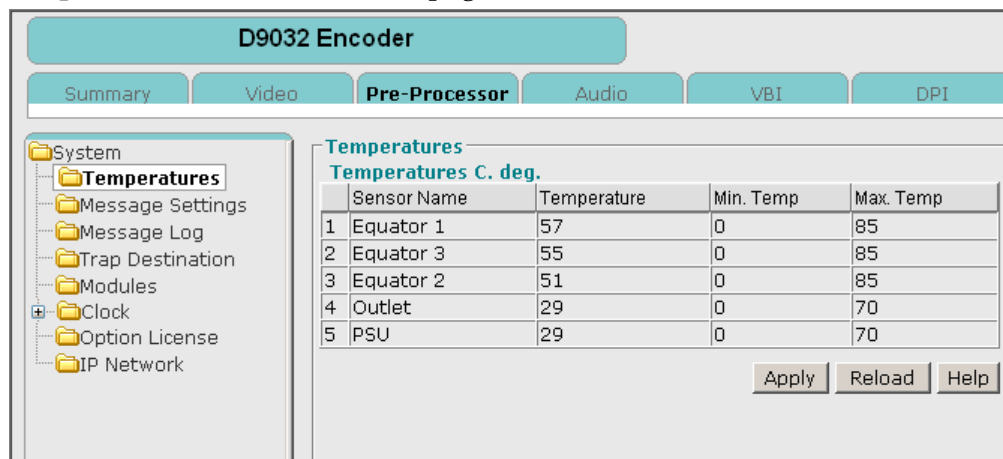 D9032 Encoder
Summary Video Pre-Processor Audio VBI DPI
System
Temperatures
Message Settings
Message Log
Trap Destination
Modules
Clock
Option License
IP Network
Temperatures
Temperatures C. deg.
Sensor Name Temperature Min. Temp Max. Temp
1 Equator 1 57 0 85
2 Equator 3 55 0 85
3 Equator 2 51 0 85
4 Outlet 29 0 70
5 PSU 29 0 70
Apply Reload Help